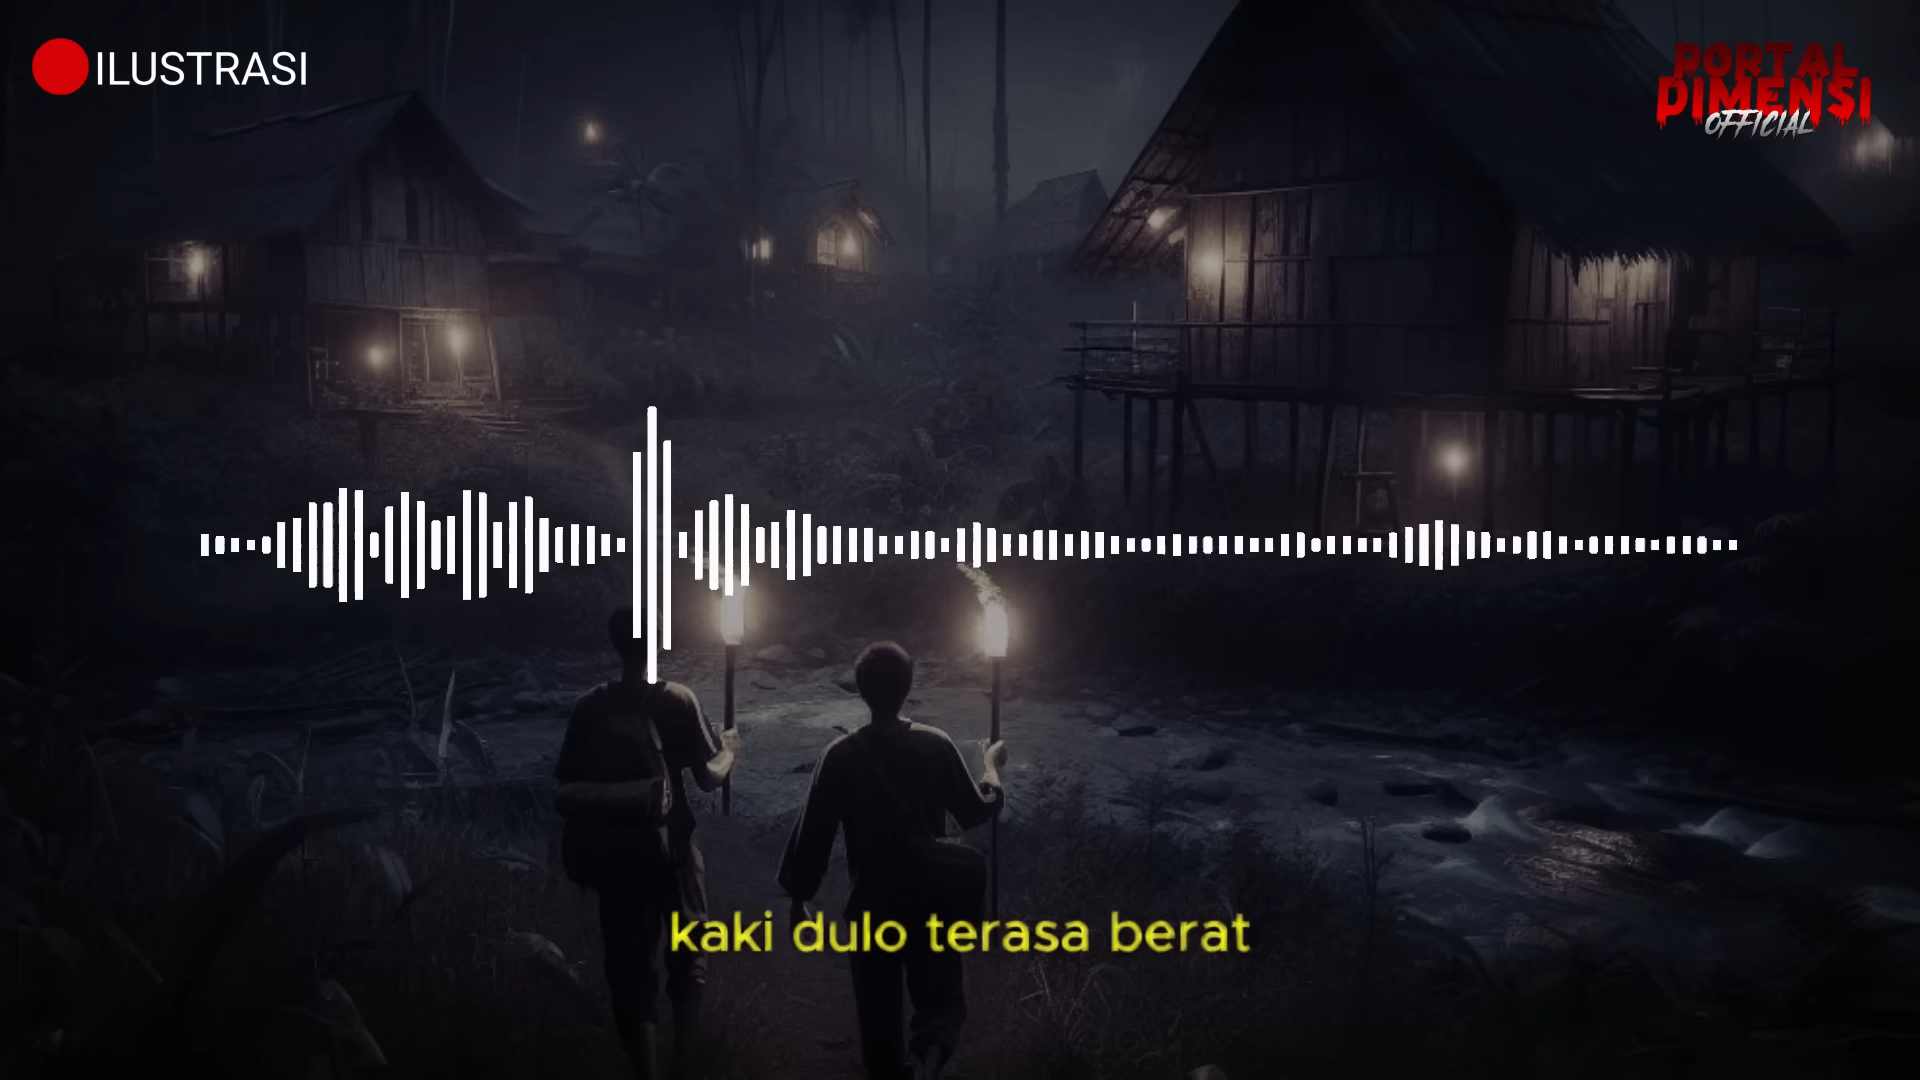 ILUSTRASI
PORTAL
DIMENSI
OFFICIAL
kaki dulo terasa berat